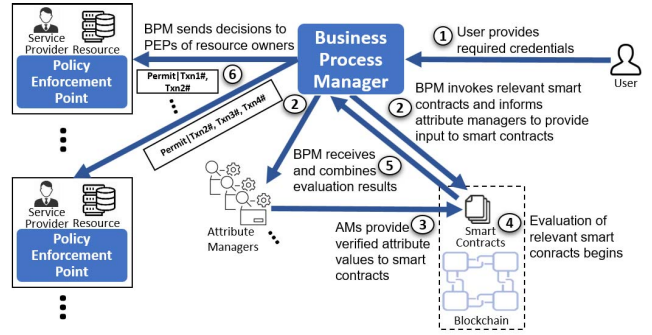 Service
Provider
Resource
Policy
Enforcement
Point
BPM sends decisions to
PEPs of resource owners
6
Permit|Txn1#,
Txn2#
Permit|Txn2#, Txn3#, Txn4#
Business
Process
Manager
1
User provides
required credentials
User
2
2
BPM invokes relevant smart
contracts and informs
attribute managers to provide
input to smart contracts
BPM receives
and combines
evaluation results
5
Service
Provider
Resource
Policy
Enforcement
Point
Attribute
Managers
3
AMs provide
verified attribute
values to smart
contracts
Smart
Contracts
4
Evaluation of
relevant smart
conracts begins
Blockchain